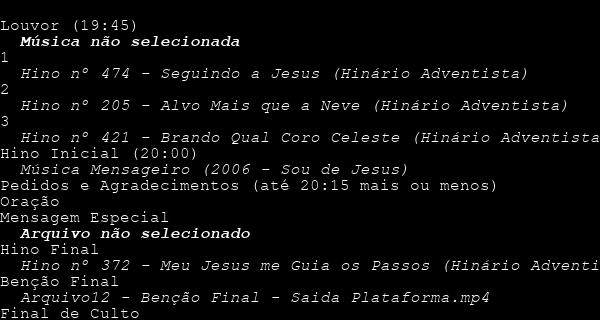 Louvor (19:45)
Música não selecionada
1
Hino nº 474 - Seguindo a Jesus (Hinário Adventista)
2
Hino nº 205 - Alvo Mais que a Neve (Hinário Adventista)
3
Hino nº 421 - Brando Qual Coro Celeste (Hinário Adventista
Hino Inicial (20:00)
Música Mensageiro (2006 - Sou de Jesus)
Pedidos e Agradecimentos (até 20:15 mais ou menos)
Oração
Mensagem Especial
Arquivo não selecionado
Hino Final
Hino nº 372 - Meu Jesus me Guia os Passos (Hinário Adventi
Benção Final
Arquivo12 - Benção Final - Saida Plataforma.mp4
Final de Culto